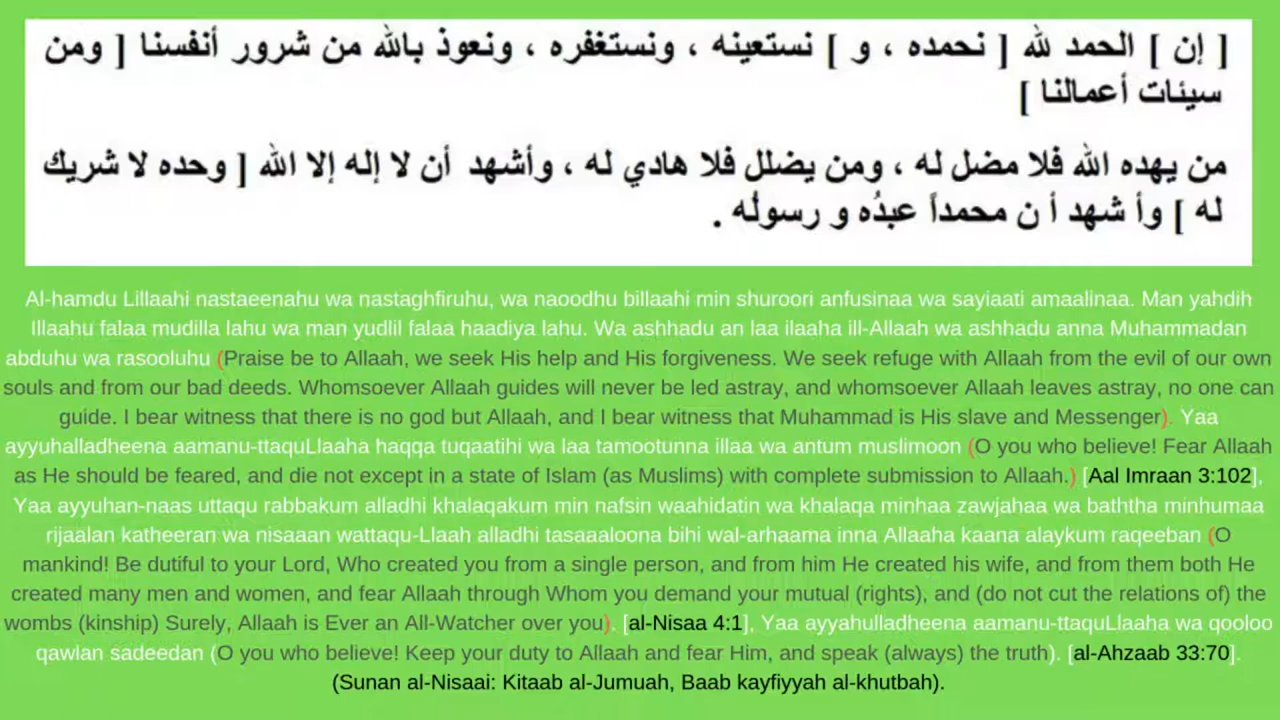 [ إن ] الحمد لله [ نحمده ، و ] نستعينه ، ونستغفره ، ونعوذ بالله من شرور أنفسنا [ ومن
سيئات أعمالنا ]
من يهده الله فلا مضل له ، ومن يضلل فلا هادي له ، وأشهد أن لا إله إلا الله [ وحده لا شريك
له ] وأ شهد أ ن محمداً عبدُه و رسولُه .
Al-hamdu Lillaahi nastaeenahu wa nastaghfiruhu, wa naoodhu billaahi min shuroori anfusinaa wa sayiaati amaalinaa. Man yahdih
Illaahu falaa mudilla lahu wa man yudlil falaa haadiya lahu. Wa ashhadu an laa ilaaha ill-Allaah wa ashhadu anna Muhammadan
abduhu wa rasooluhu (Praise be to Allaah, we seek His help and His forgiveness. We seek refuge with Allaah from the evil of our own
souls and from our bad deeds. Whomsoever Allaah guides will never be led astray, and whomsoever Allaah leaves astray, no one can
guide. I bear witness that there is no god but Allaah, and I bear witness that Muhammad is His slave and Messenger). Yaa
ayyuhalladheena aamanu-ttaquLlaaha haqqa tuqaatihi wa laa tamootunna illaa wa antum muslimoon (O you who believe! Fear Allaah
as He should be feared, and die not except in a state of Islam (as Muslims) with complete submission to Allaah.) [Aal Imraan 3:102],
Yaa ayyuhan-naas uttaqu rabbakum alladhi khalaqakum min nafsin waahidatin wa khalaqa minhaa zawjahaa wa baththa minhumaa
rijaalan katheeran wa nisaaan wattaqu-Llaah alladhi tasaaaloona bihi wal-arhaama inna Allaaha kaana alaykum raqeeban (O
mankind! Be dutiful to your Lord, Who created you from a single person, and from him He created his wife, and from them both He
created many men and women, and fear Allaah through Whom you demand your mutual (rights), and (do not cut the relations of) the
wombs (kinship) Surely, Allaah is Ever an All-Watcher over you). [al-Nisaa 4:1], Yaa ayyahulladheena aamanu-ttaquLlaaha wa qooloo
qawlan sadeedan (O you who believe! Keep your duty to Allaah and fear Him, and speak (always) the truth). [al-Ahzaab 33:70].
(Sunan al-Nisaai: Kitaab al-Jumuah, Baab kayfiyyah al-khutbah).